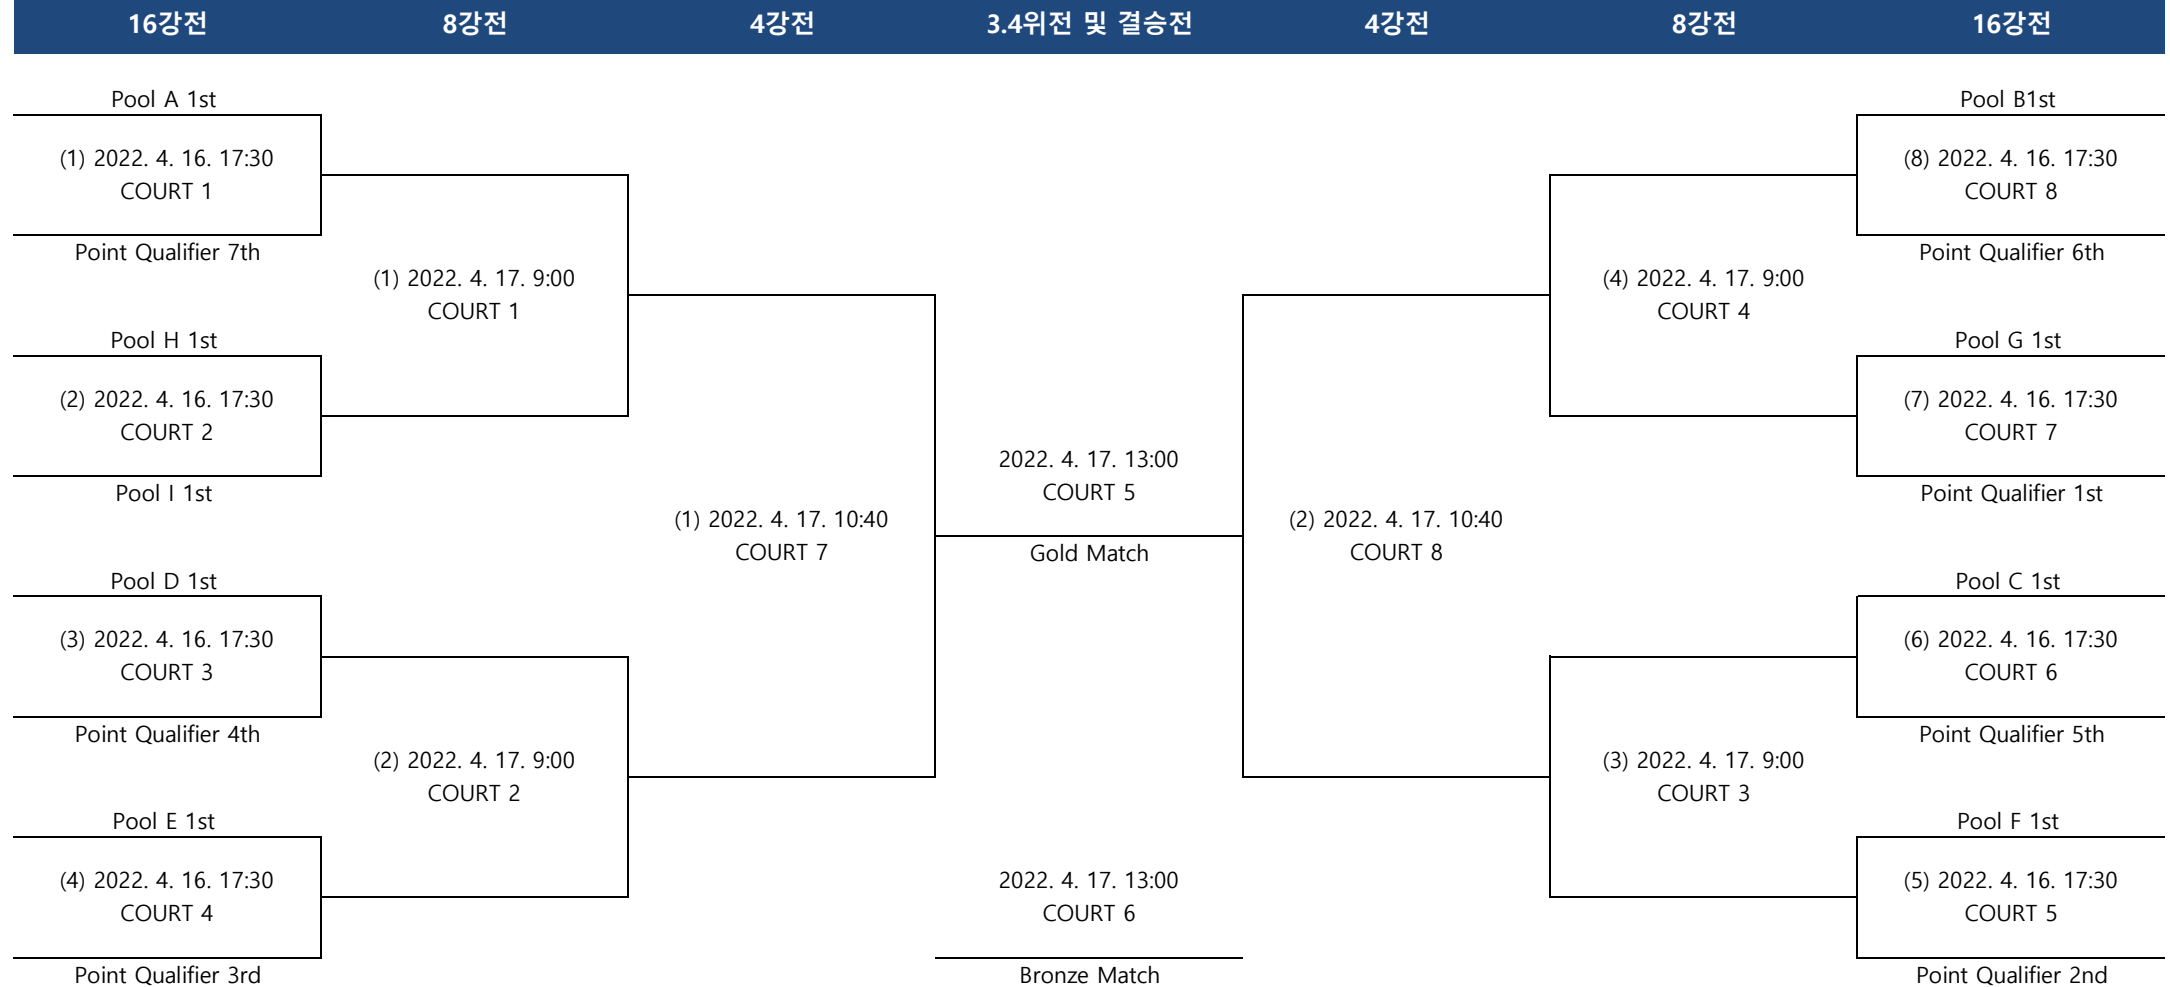 16강전 8강전 4강전 3.4위전 및 결승전 4강전 8강전 16강전
Pool A 1st
(1) 2022. 4. 16. 17:30
COURT 1
Point Qualifier 7th
Pool H 1st
(2) 2022. 4. 16. 17:30
COURT 2
Pool I 1st
Pool D 1st
(3) 2022. 4. 16. 17:30
COURT 3
Point Qualifier 4th
Pool E 1st
(4) 2022. 4. 16. 17:30
COURT 4
Point Qualifier 3rd
(1) 2022. 4. 17. 9:00
COURT 1
(2) 2022. 4. 17. 9:00
COURT 2
(1) 2022. 4. 17. 10:40
COURT 7
2022. 4. 17. 13:00
COURT 5
Gold Match
2022. 4. 17. 13:00
COURT 6
Bronze Match
(2) 2022. 4. 17. 10:40
COURT 8
(4) 2022. 4. 17. 9:00
COURT 4
(3) 2022. 4. 17. 9:00
COURT 3
Pool B1st
(8) 2022. 4. 16. 17:30
COURT 8
Point Qualifier 6th
Pool G 1st
(7) 2022. 4. 16. 17:30
COURT 7
Point Qualifier 1st
Pool C 1st
(6) 2022. 4. 16. 17:30
COURT 6
Point Qualifier 5th
Pool F 1st
(5) 2022. 4. 16. 17:30
COURT 5
Point Qualifier 2nd